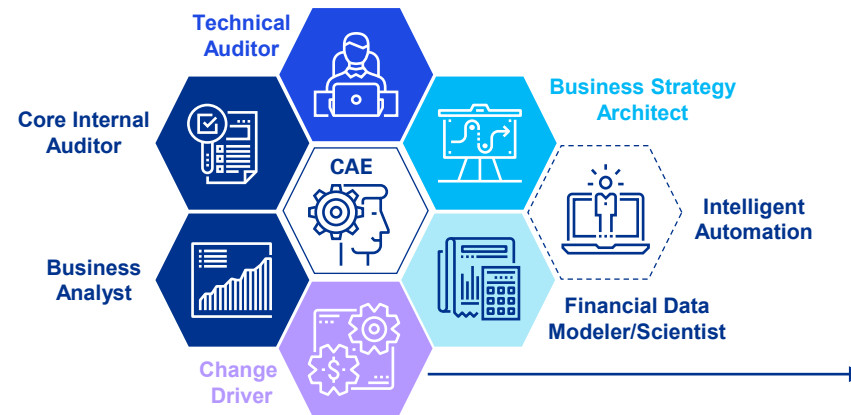 Technical
Auditor
Core Internal
Auditor
Business Strategy
Architect
CAE
Intelligent
Automation
Business
Analyst
Financial Data
Modeler/Scientist
Change
Driver
$